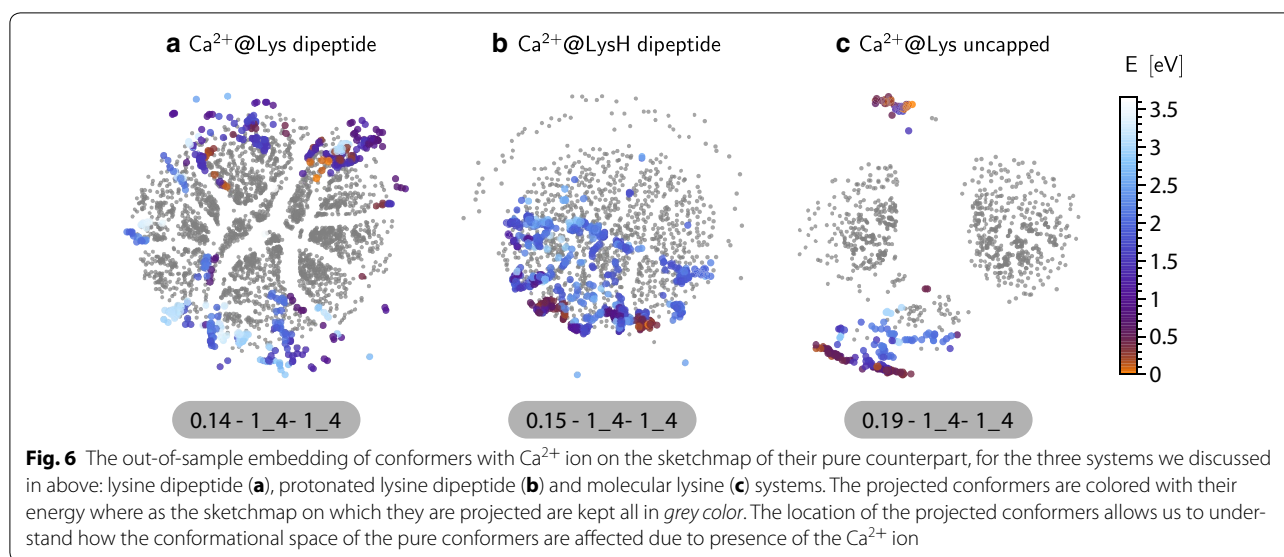 a Ca²⁺@Lys dipeptide
b Ca²⁺@LysH dipeptide
c Ca²⁺@Lys uncapped
E [eV]
3.5
3
2.5
2
1.5
1
0.5
0
0.14 - 1_4- 1_4
0.15 - 1_4- 1_4
0.19 - 1_4- 1_4
Fig. 6 The out-of-sample embedding of conformers with Ca²⁺ ion on the sketchmap of their pure counterpart, for the three systems we discussed
in above: lysine dipeptide (a), protonated lysine dipeptide (b) and molecular lysine (c) systems. The projected conformers are colored with their
energy where as the sketchmap on which they are projected are kept all in grey color. The location of the projected conformers allows us to under-
stand how the conformational space of the pure conformers are affected due to presence of the Ca²⁺ ion